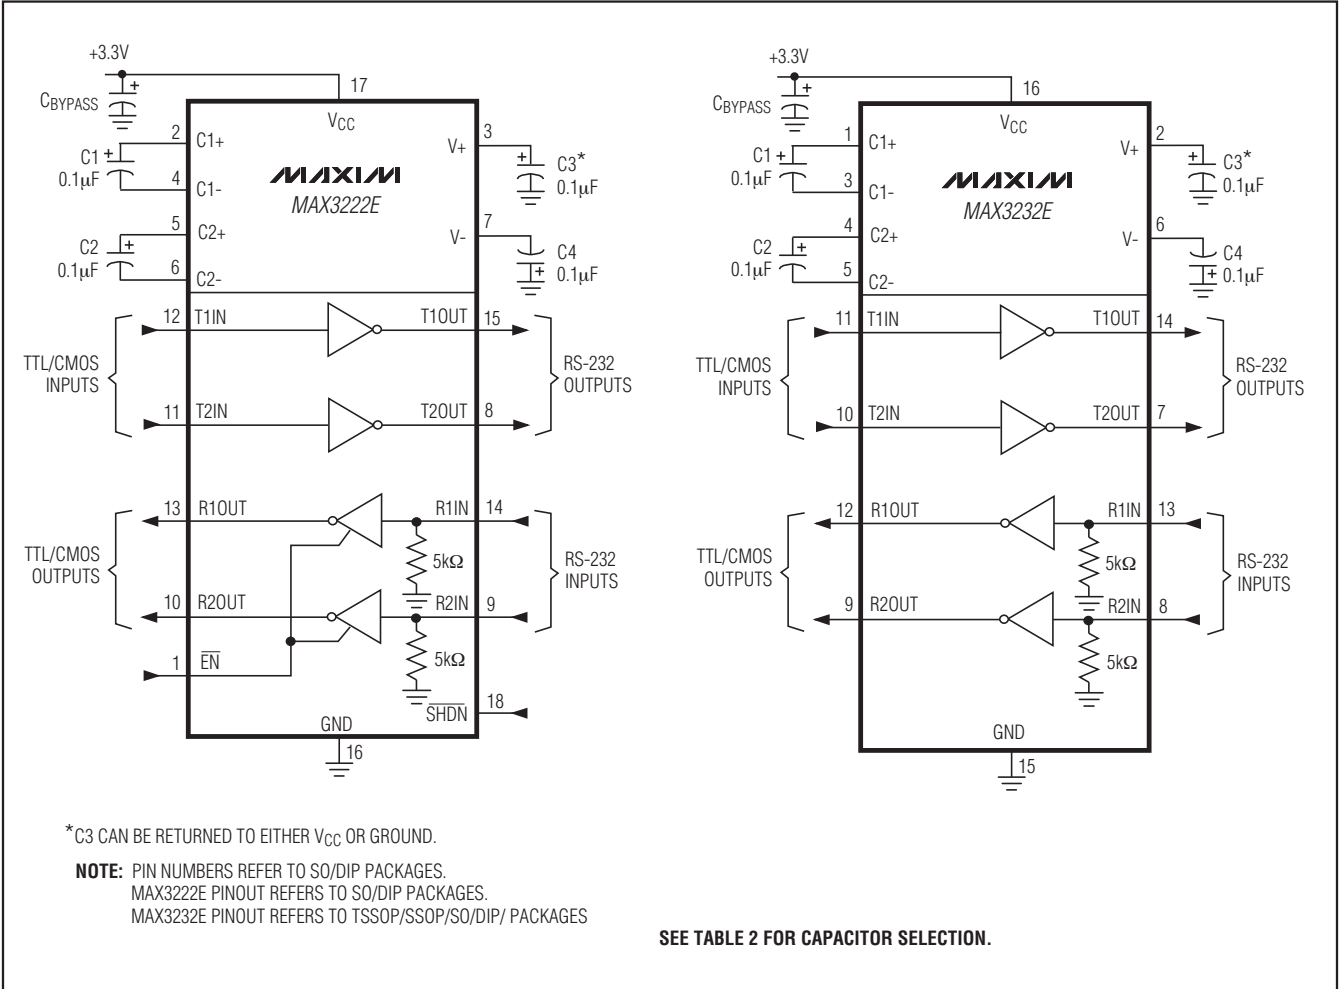 +3.3V
CBYPASS
+
17
VCC
2
C1+
C1
+
0.1µF
4
C1-
5
C2+
C2
+
0.1µF
6
C2-
MAXIM
MAX3222E
3
V+
+
C3*
0.1µF
7
V-
C4
+
0.1µF
TTL/CMOS
INPUTS
12
T1IN
T1OUT
15
11
T2IN
T2OUT
8
RS-232
OUTPUTS
TTL/CMOS
OUTPUTS
13
R1OUT
R1IN
14
5kΩ
10
R2OUT
R2IN
9
5kΩ
RS-232
INPUTS
1
EN
SHDN
18
GND
16
+3.3V
CBYPASS
+
16
VCC
1
C1+
C1
+
0.1µF
3
C1-
4
C2+
C2
+
0.1µF
5
C2-
MAXIM
MAX3232E
2
V+
+
C3*
0.1µF
6
V-
C4
+
0.1µF
TTL/CMOS
INPUTS
11
T1IN
T1OUT
14
10
T2IN
T2OUT
7
RS-232
OUTPUTS
TTL/CMOS
OUTPUTS
12
R1OUT
R1IN
13
5kΩ
9
R2OUT
R2IN
8
5kΩ
RS-232
INPUTS
GND
15
*C3 CAN BE RETURNED TO EITHER VCC OR GROUND.
NOTE: PIN NUMBERS REFER TO SO/DIP PACKAGES.
MAX3222E PINOUT REFERS TO SO/DIP PACKAGES.
MAX3232E PINOUT REFERS TO TSSOP/SSOP/SO/DIP/ PACKAGES
SEE TABLE 2 FOR CAPACITOR SELECTION.